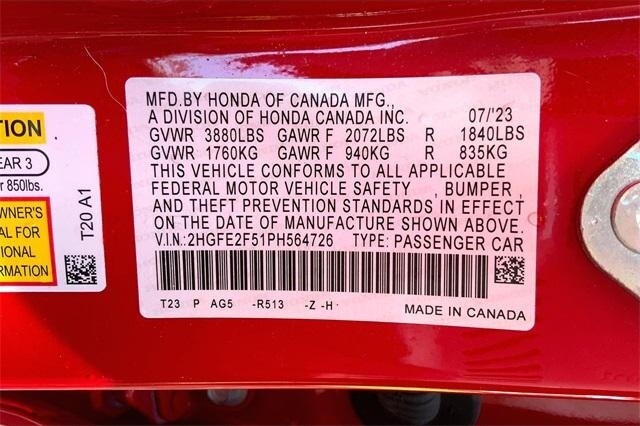 MFD.BY HONDA OF CANADA MFG.,
A DIVISION OF HONDA CANADA INC. 07/'23
GVWR 3880LBS GAWR F 2072LBS R 1840LBS
GVWR 1760KG GAWR F 940KG R 835KG
THIS VEHICLE CONFORMS TO ALL APPLICABLE
FEDERAL MOTOR VEHICLE SAFETY , BUMPER ,
AND THEFT PREVENTION STANDARDS IN EFFECT
ON THE DATE OF MANUFACTURE SHOWN ABOVE.
V.I.N.:2HGFE2F51PH564726 TYPE: PASSENGER CAR
T23 P AG5 -R513 -Z -H
MADE IN CANADA
TION
EAR 3
r 850lbs.
WNER'S
AL FOR
IONAL
RMATION
T20 A1